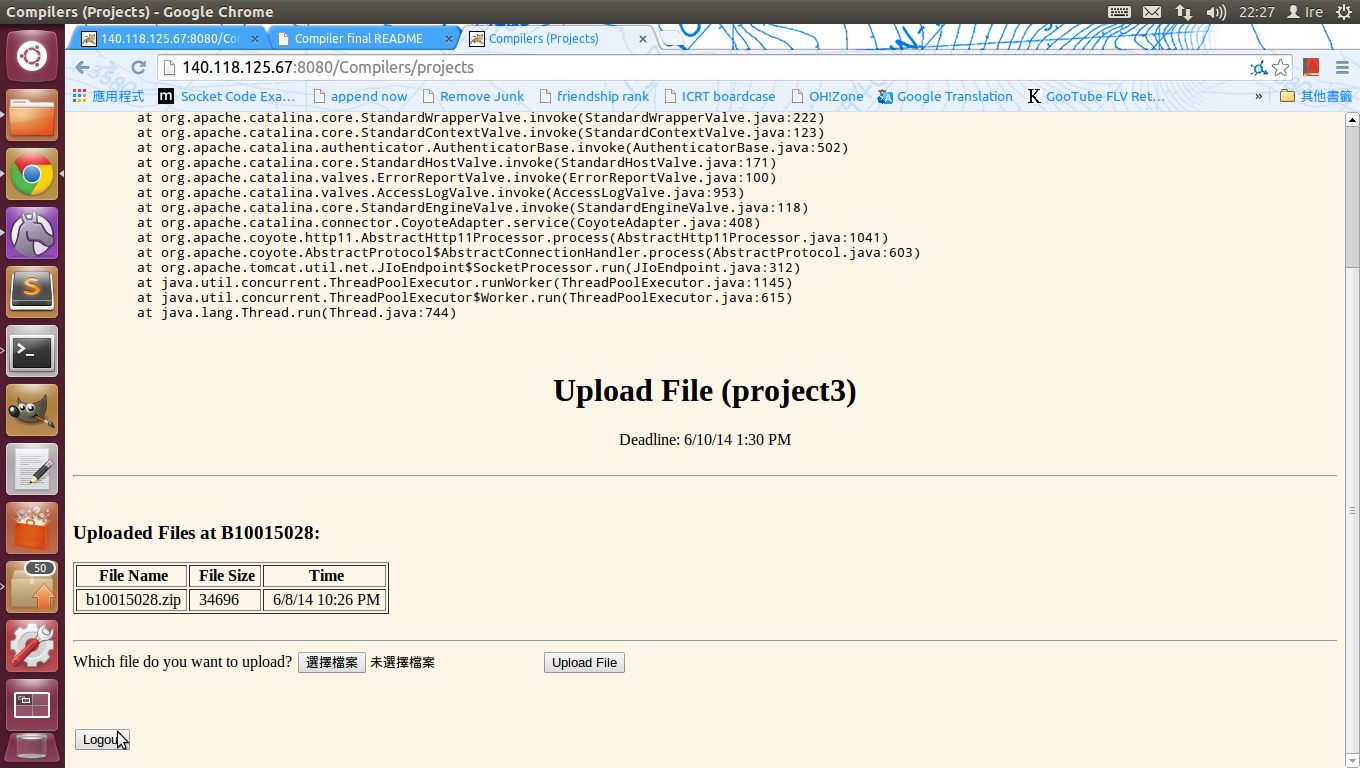 Compilers (Projects) - Google Chrome
22:27 Ire
140.118.125.67:8080/Cor
Compiler final README
Compilers (Projects)
140.118.125.67:8080/Compilers/projects
應用程式 Socket Code Exa... append now Remove Junk friendship rank ICRT boardcase OH!Zone Google Translation GooTube FLV Ret... » 其他書籤
at org.apache.catalina.core.StandardWrapperValve.invoke(StandardWrapperValve.java:222)
at org.apache.catalina.core.StandardContextValve.invoke(StandardContextValve.java:123)
at org.apache.catalina.authenticator.AuthenticatorBase.invoke(AuthenticatorBase.java:502)
at org.apache.catalina.core.StandardHostValve.invoke(StandardHostValve.java:171)
at org.apache.catalina.valves.ErrorReportValve.invoke(ErrorReportValve.java:100)
at org.apache.catalina.valves.AccessLogValve.invoke(AccessLogValve.java:953)
at org.apache.catalina.core.StandardEngineValve.invoke(StandardEngineValve.java:118)
at org.apache.catalina.connector.CoyoteAdapter.service(CoyoteAdapter.java:408)
at org.apache.coyote.http11.AbstractHttp11Processor.process(AbstractHttp11Processor.java:1041)
at org.apache.coyote.AbstractProtocol$AbstractConnectionHandler.process(AbstractProtocol.java:603)
at org.apache.tomcat.util.net.JIoEndpoint$SocketProcessor.run(JIoEndpoint.java:312)
at java.util.concurrent.ThreadPoolExecutor.runWorker(ThreadPoolExecutor.java:1145)
at java.util.concurrent.ThreadPoolExecutor$Worker.run(ThreadPoolExecutor.java:615)
at java.lang.Thread.run(Thread.java:744)
Upload File (project3)
Deadline: 6/10/14 1:30 PM
Uploaded Files at B10015028:
File Name File Size Time
b10015028.zip 34696 6/8/14 10:26 PM
50
Which file do you want to upload? 選擇檔案 未選擇檔案 Upload File
Logou